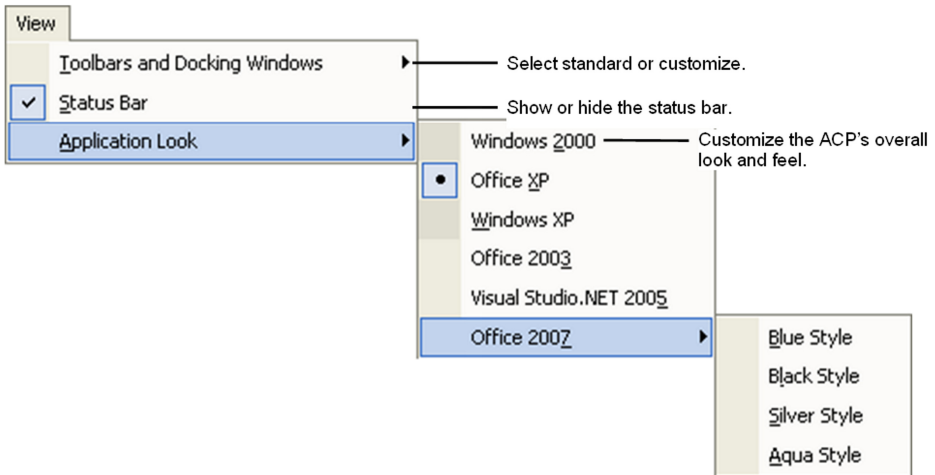 View
Toolbars and Docking Windows
Select standard or customize.
Status Bar
Show or hide the status bar.
Application Look
Windows 2000
Customize the ACP's overall
look and feel.
Office XP
Windows XP
Office 2003
Visual Studio.NET 2005
Office 2007
Blue Style
Black Style
Silver Style
Aqua Style